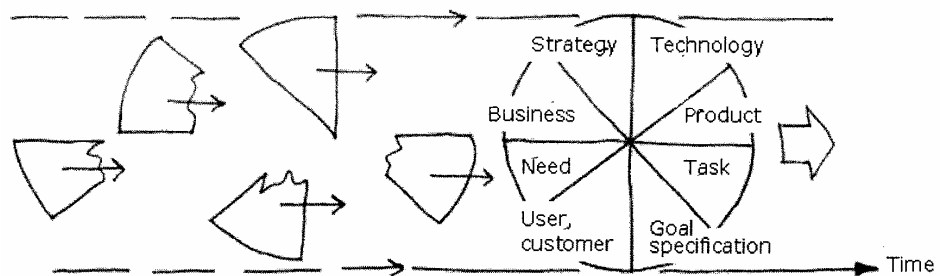 Strategy
Technology
Business
Product
Need
Task
User,
customer
Goal
specification
Time